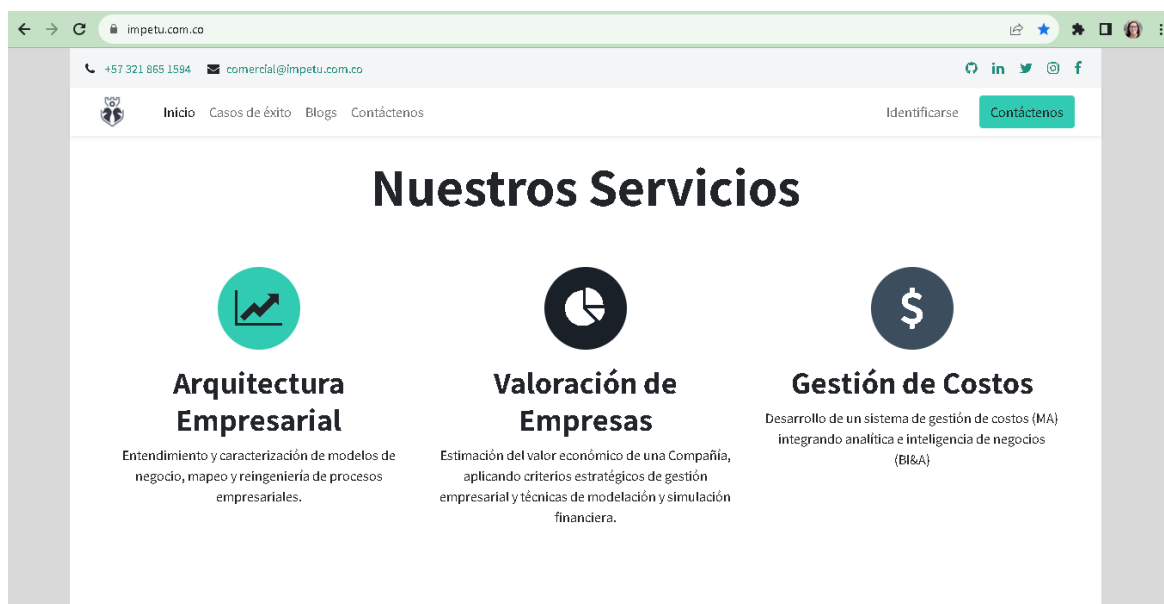 impetu.com.co
+57 321 865 1594 comercial@impetu.com.co
Inicio Casos de éxito Blogs Contáctenos Identificarse Contáctenos
Nuestros Servicios
Arquitectura
Empresarial
Entendimiento y caracterización de modelos de
negocio, mapeo y reingeniería de procesos
empresariales.
Valoración de
Empresas
Estimación del valor económico de una Compañía,
aplicando criterios estratégicos de gestión
empresarial y técnicas de modelación y simulación
financiera.
Gestión de Costos
Desarrollo de un sistema de gestión de costos (MA)
integrando analítica e inteligencia de negocios
(BI&A)